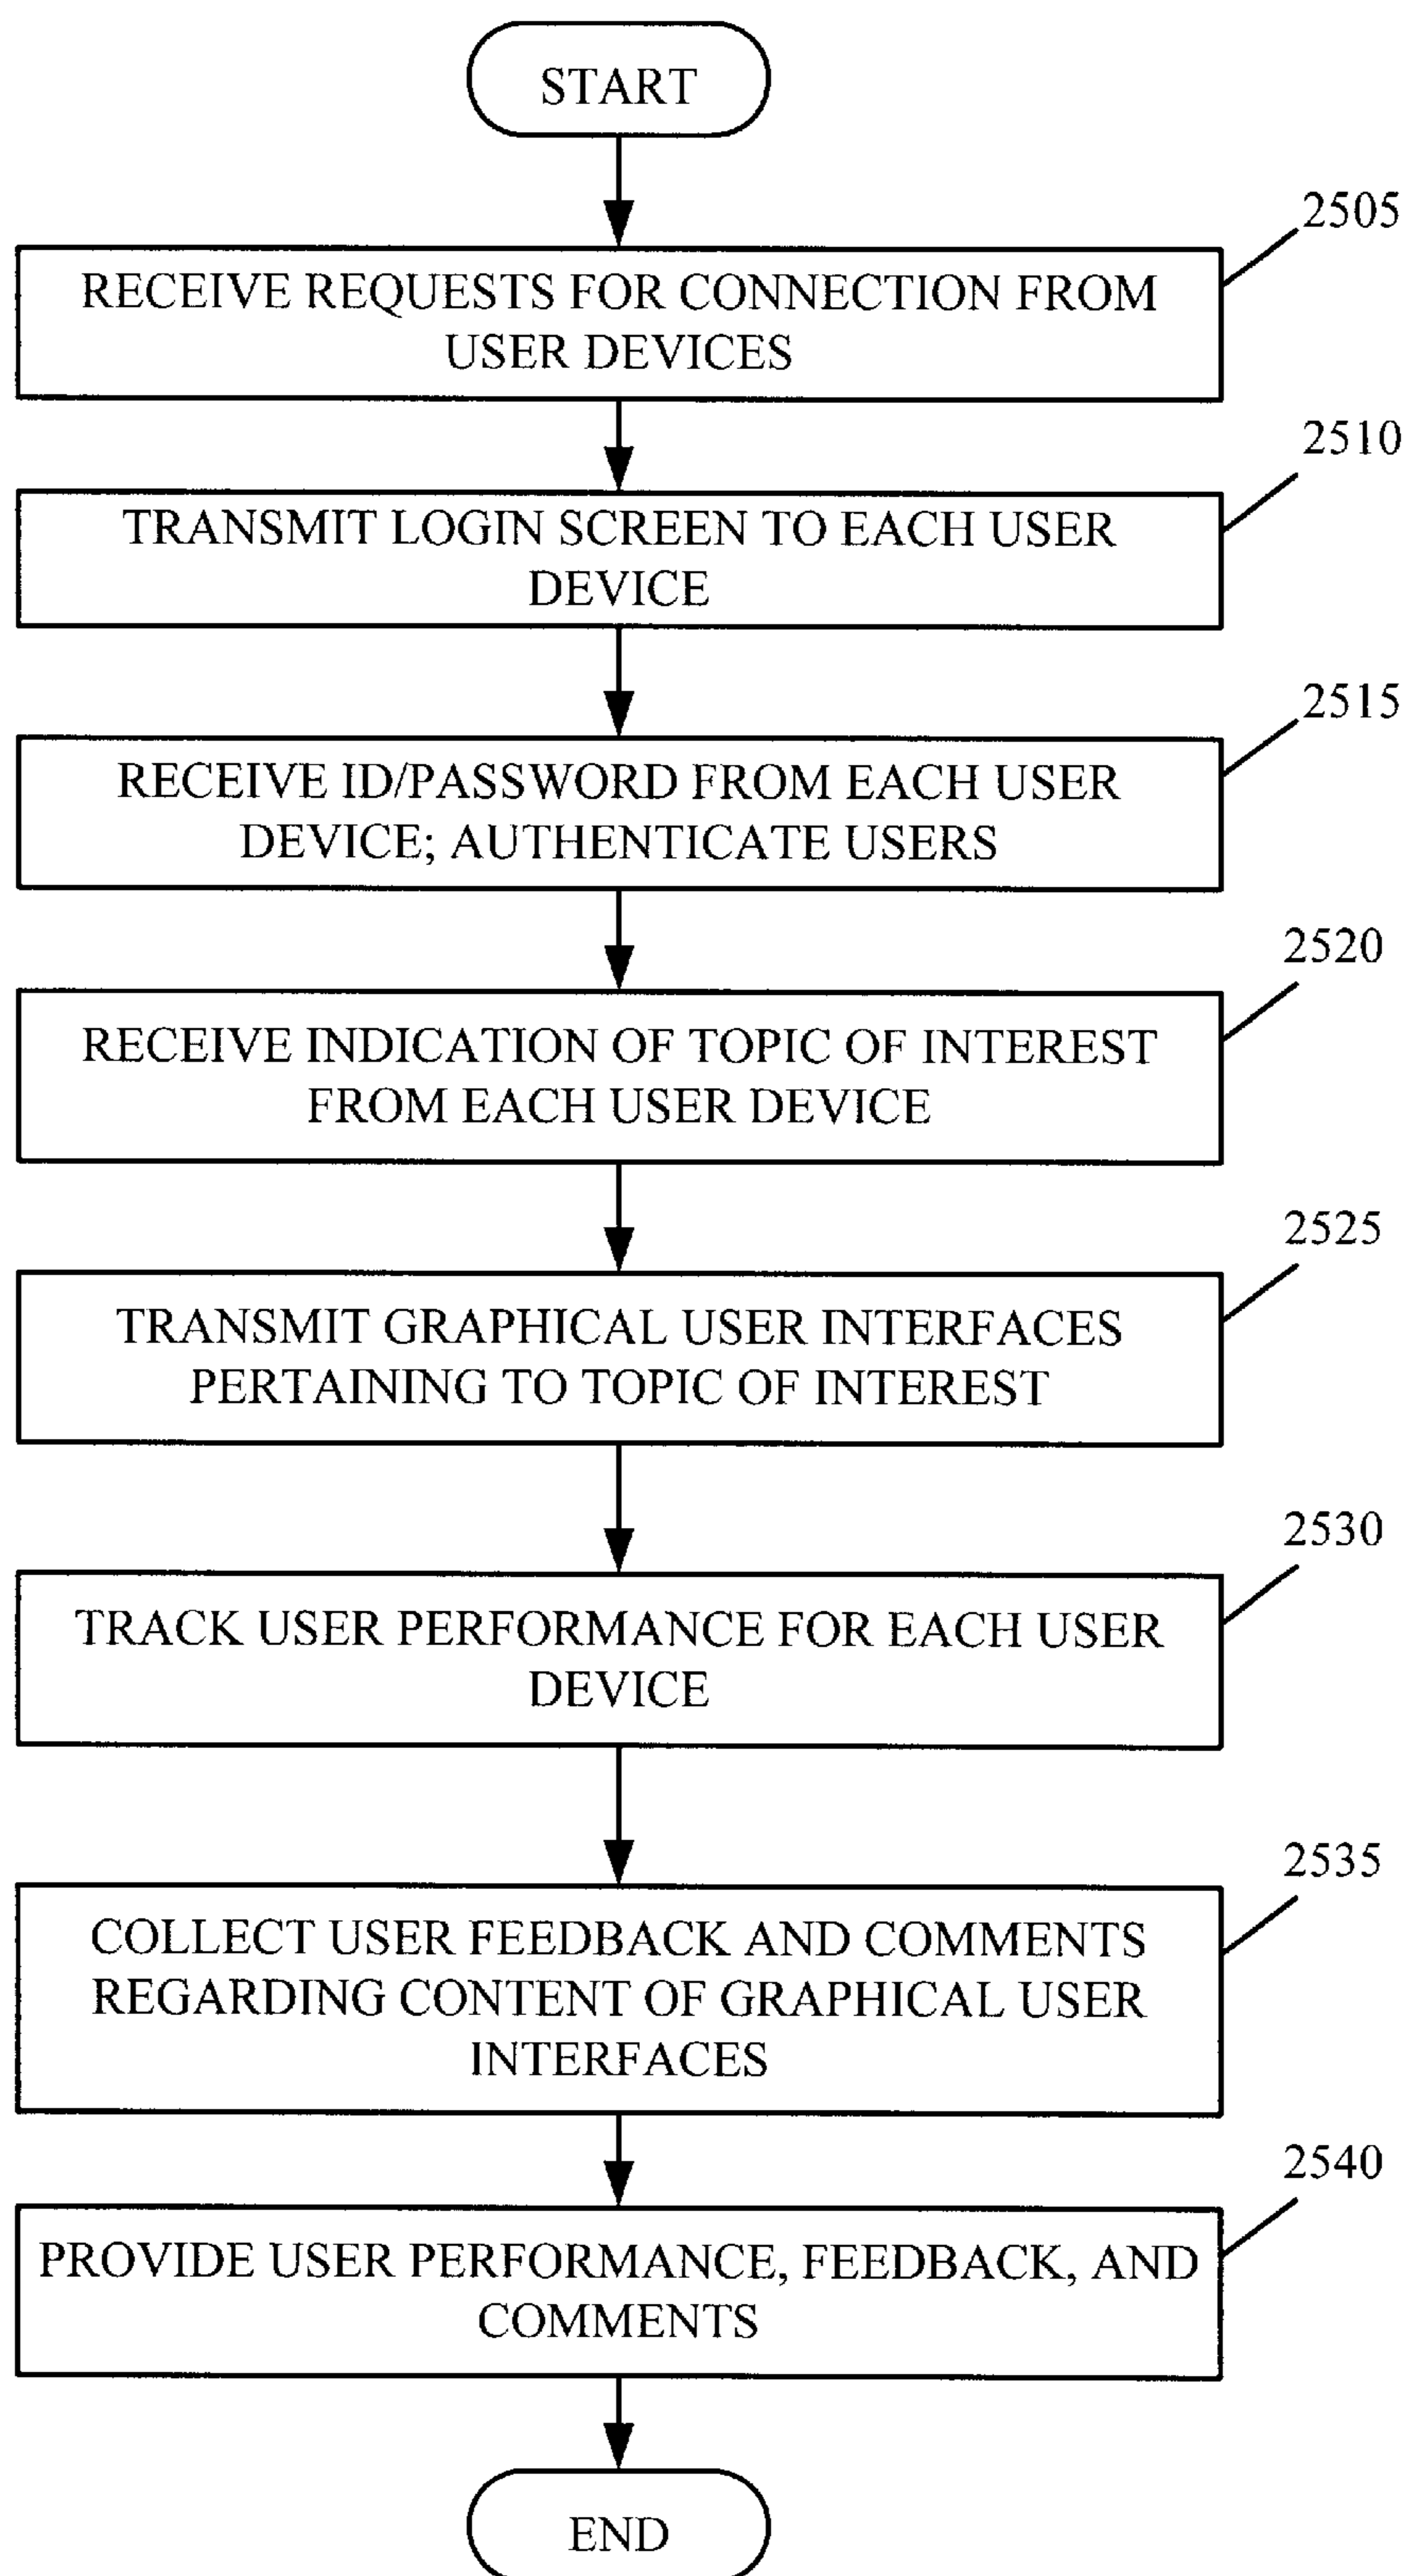 START
2505
RECEIVE REQUESTS FOR CONNECTION FROM
USER DEVICES
2510
TRANSMIT LOGIN SCREEN TO EACH USER
DEVICE
2515
RECEIVE ID/PASSWORD FROM EACH USER
DEVICE; AUTHENTICATE USERS
2520
RECEIVE INDICATION OF TOPIC OF INTEREST
FROM EACH USER DEVICE
2525
TRANSMIT GRAPHICAL USER INTERFACES
PERTAINING TO TOPIC OF INTEREST
2530
TRACK USER PERFORMANCE FOR EACH USER
DEVICE
2535
COLLECT USER FEEDBACK AND COMMENTS
REGARDING CONTENT OF GRAPHICAL USER
INTERFACES
2540
PROVIDE USER PERFORMANCE, FEEDBACK, AND
COMMENTS
END